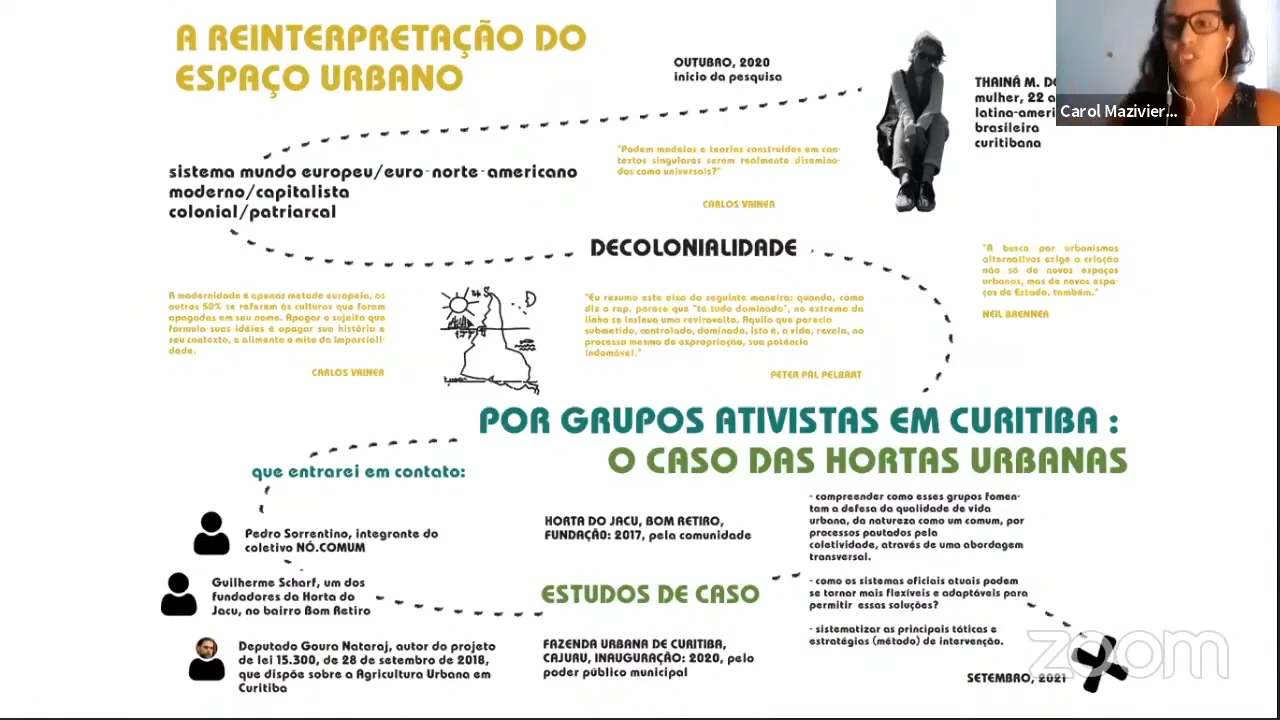 A REINTERPRETAÇÃO DO
ESPAÇO URBANO
OUTUBRO, 2020
inicio da pesquisa
THAINÁ M.
mulher, 22
latina-ameri
brasileira
curitibana
Carol Mazivier...
sistema mundo europeu/euro-norte-americano
moderno/capitalista
colonial/patriarcal
"Podem modelos e teorias construídos em con-
textos singulares serem realmente dissemina-
dos como universais?"
CARLOS VAINER
DECOLONIALIDADE
"A busca por urbanismos
alternativos exige a criação
não só de novos espaços
urbanos, mas de novos espa-
ços de Estado, também."
NEIL BRENNER
A modernidade é apenas metade europeia, os
outros 50% se referem às culturas que foram
apagadas em seu nome. Apagar o sujeito que
formula suas idéias é apagar sua história e
seu contexto, e alimenta o mito da imparciali-
dade.
CARLOS VAINER
"Eu resumo este eixo da seguinte maneira: quando, como
diz o rap, parece que "tá tudo dominado", no extremo da
linha se insinua uma reviravolta. Aquilo que parecia
submetido, controlado, dominado, isto é, a vida, revela, no
processo mesmo de expropriação, sua potência
indomável."
PETER PÁL PELBART
POR GRUPOS ATIVISTAS EM CURITIBA :
O CASO DAS HORTAS URBANAS
que entrarei em contato:
Pedro Sorrentino, integrante do
coletivo NÓ.COMUM
Guilherme Scharf, um dos
fundadores da Horta do
Jacu, no bairro Bom Retiro
Deputado Goura Nataraj, autor do projeto
de lei 15.300, de 28 de setembro de 2018,
que dispõe sobre a Agricultura Urbana em
Curitiba
HORTA DO JACU, BOM RETIRO,
FUNDAÇÃO: 2017, pela comunidade
ESTUDOS DE CASO
FAZENDA URBANA DE CURITIBA,
CAJURU, INAUGURAÇÃO: 2020, pelo
poder público municipal
- compreender como esses grupos fomen-
tam a defesa da qualidade de vida
urbana, da natureza como um comum, por
processos pautados pela
coletividade, através de uma abordagem
transversal.
- como os sistemas oficiais atuais podem
se tornar mais flexíveis e adaptáveis para
permitir essas soluções?
- sistematizar as principais táticas e
estratégias (método) de intervenção.
SETEMBRO, 2021
zoom